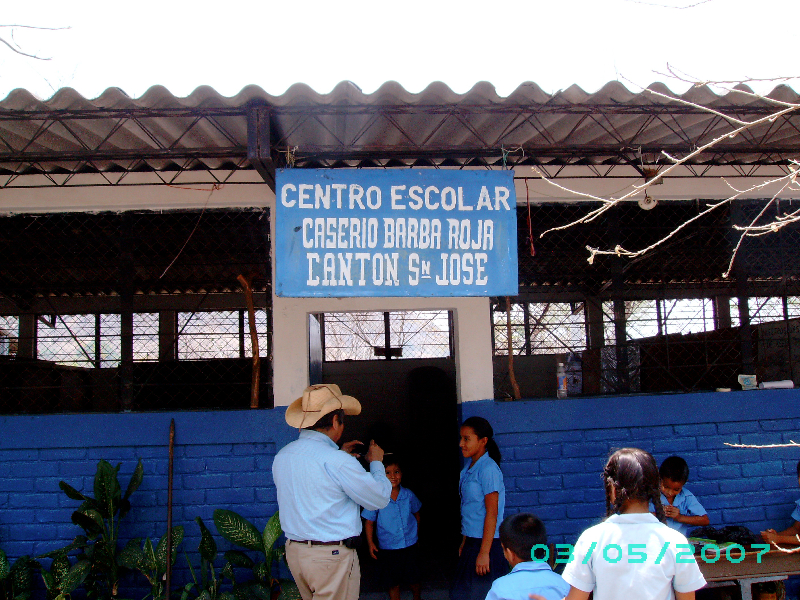 CENTRO ESCOLAR
CASERIO BARBA ROJA
CANTON SN JOSE
03/05/2007